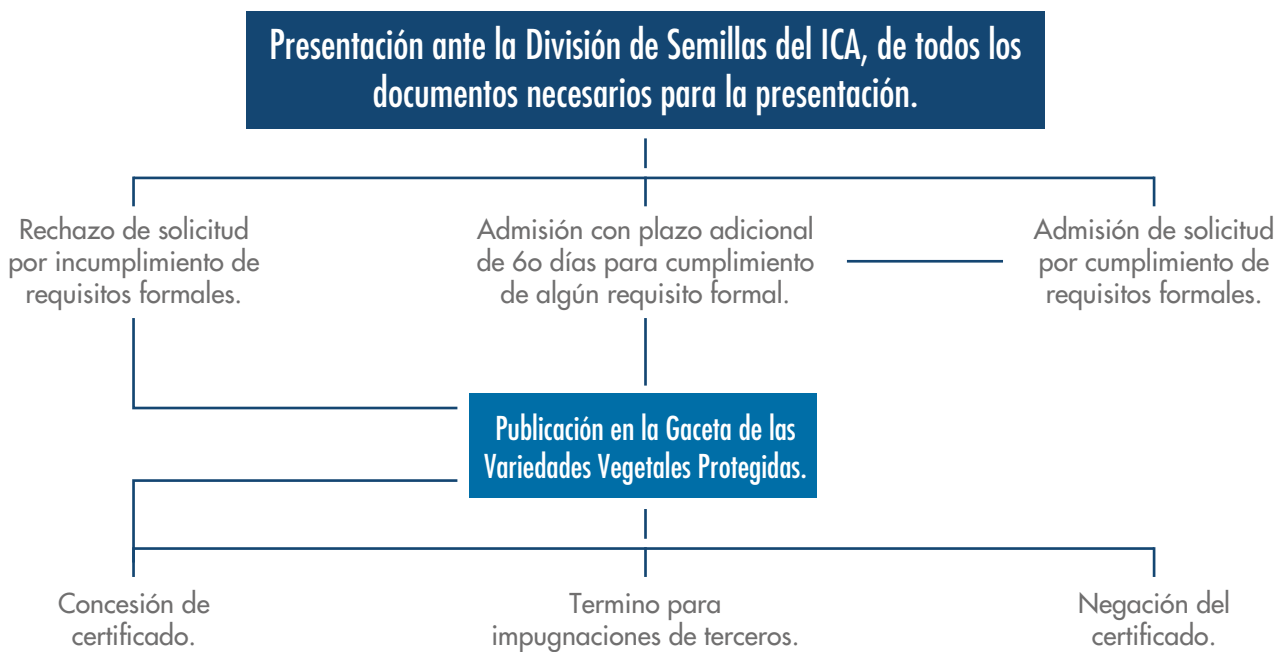 Presentación ante la División de Semillas del ICA, de todos los
documentos necesarios para la presentación.
Rechazo de solicitud
por incumplimiento de
requisitos formales.
Admisión con plazo adicional
de 6o días para cumplimiento
de algún requisito formal.
Admisión de solicitud
por cumplimiento de
requisitos formales.
Publicación en la Gaceta de las
Variedades Vegetales Protegidas.
Concesión de
certificado.
Termino para
impugnaciones de terceros.
Negación del
certificado.